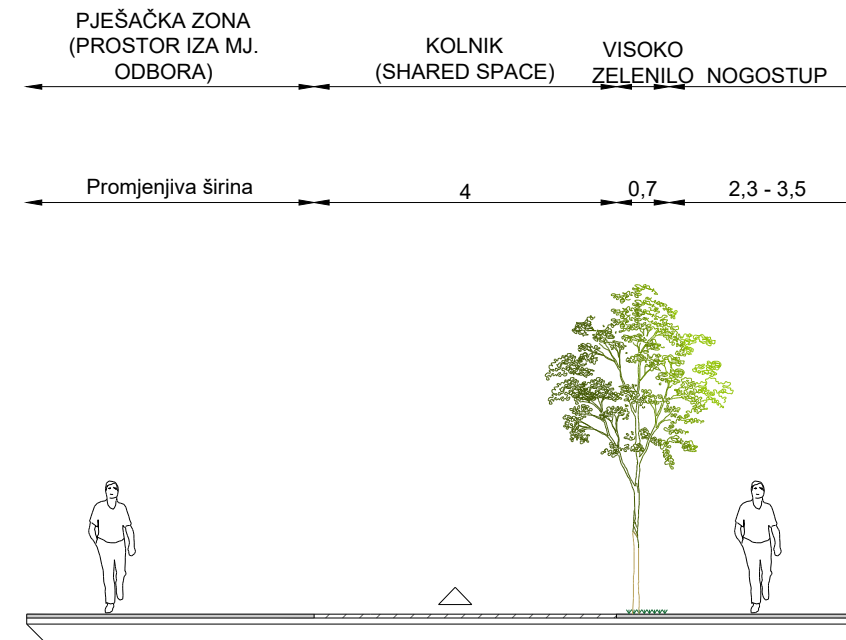 PJEŠAČKA ZONA
(PROSTOR IZA MJ.
ODBORA)
KOLNIK
(SHARED SPACE)
VISOKO
ZELENILO
NOGOSTUP
Promjenjiva širina
4
0,7
2,3 - 3,5